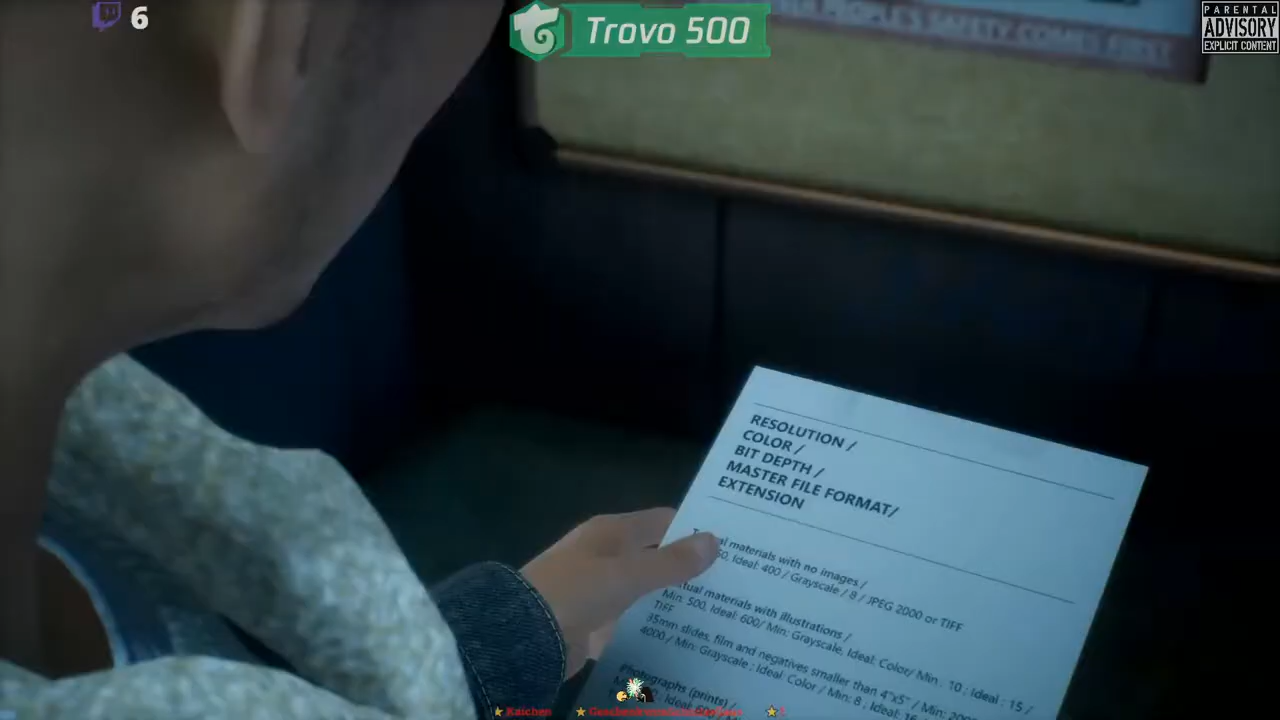 6
Trovo 500
PARENTAL
ADVISORY
EXPLICIT CONTENT
PEOPLE'S SAFETY COMES FIRST
RESOLUTION /
COLOR /
BIT DEPTH /
MASTER FILE FORMAT/
EXTENSION
materials with no images /
Ideal: 400 / Grayscale / 8 / JPEG 2000 or TIFF
materials with illustrations /
Min: 500, Ideal: 600/ Min: Grayscale, Ideal: Color/ Min. 10 ; Ideal : 15 /
TIFF
35mm slides, film and negatives smaller than 4"x5" / Min: 
4000 / Min: Grayscale ; Ideal: Color / Min: 8 , Ideal: 16
Photographs (prints) /
Katchen
1